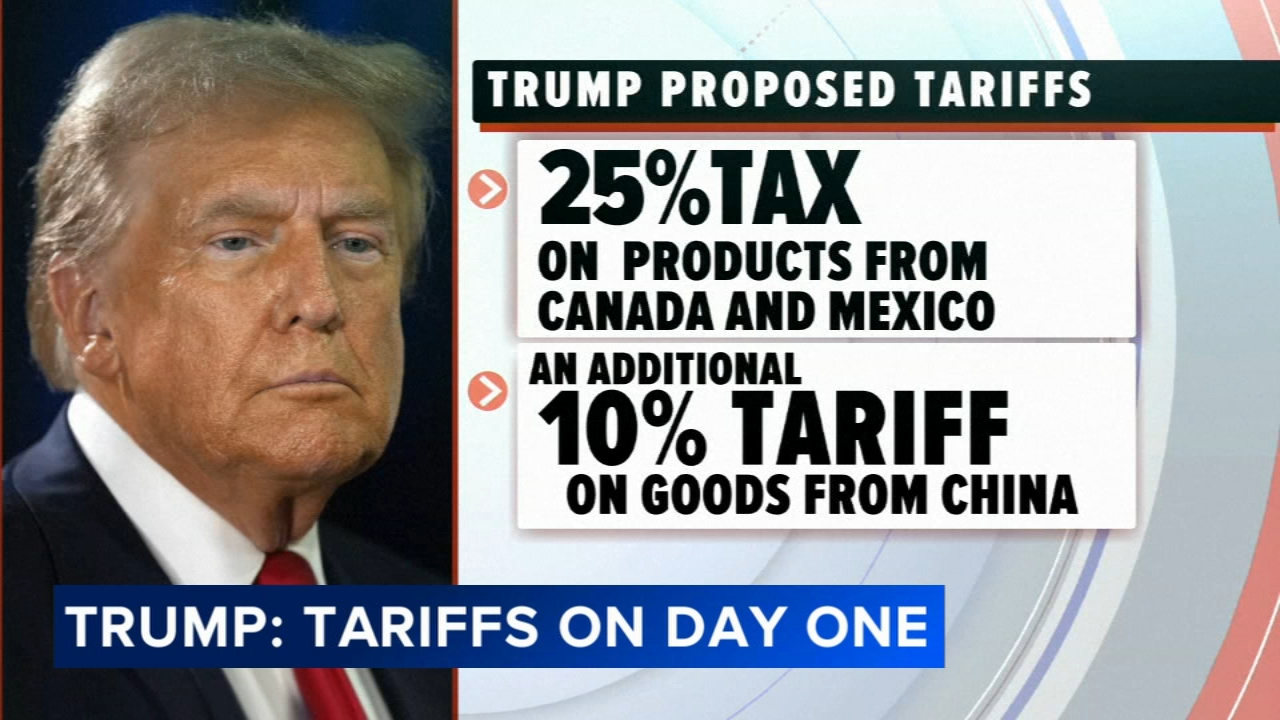 TRUMP PROPOSED TARIFFS
25% TAX
ON PRODUCTS FROM
CANADA AND MEXICO
AN ADDITIONAL
10% TARIFF
ON GOODS FROM CHINA
TRUMP: TARIFFS ON DAY ONE